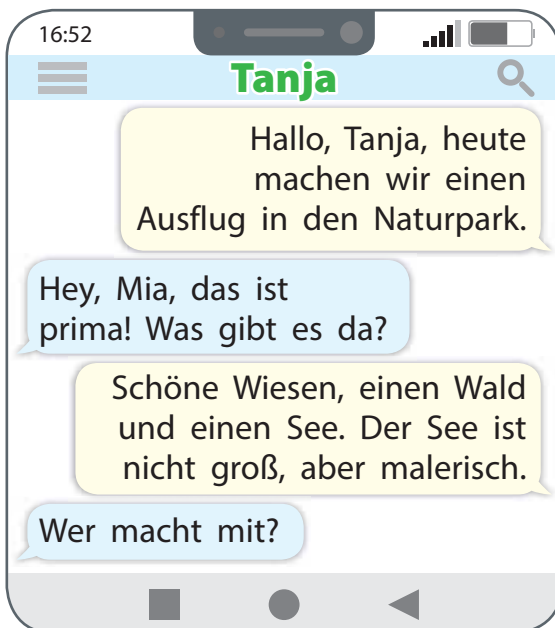 16:52
Tanja
Hallo, Tanja, heute
machen wir einen
Ausflug in den Naturpark.
Hey, Mia, das ist
prima! Was gibt es da?
Schöne Wiesen, einen Wald
und einen See. Der See ist
nicht groß, aber malerisch.
Wer macht mit?